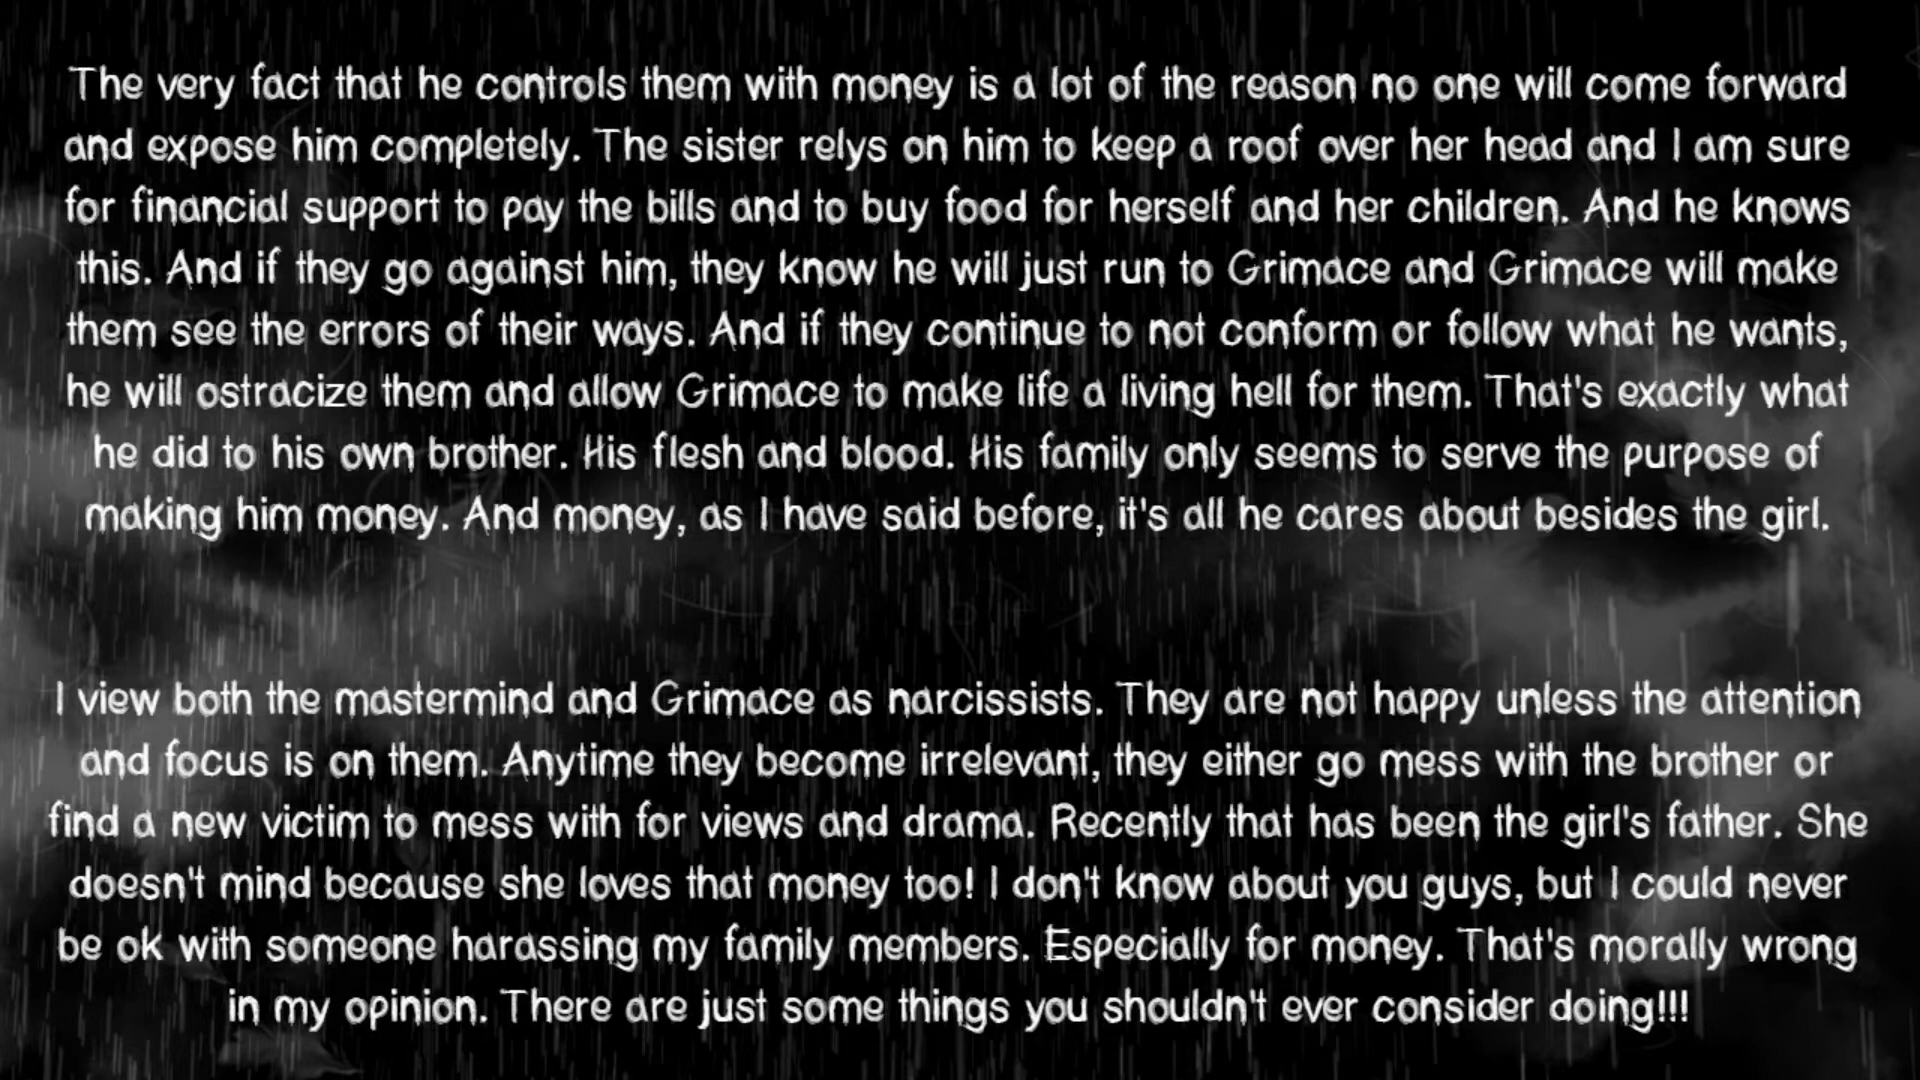 The very fact that he controls them with money is a lot of the reason no one will come forward
and expose him completely. The sister relys on him to keep a roof over her head and I am sure
for financial support to pay the bills and to buy food for herself and her children. And he knows
this. And if they go against him, they know he will just run to Grimace and Grimace will make
them see the errors of their ways. And if they continue to not conform or follow what he wants,
he will ostracize them and allow Grimace to make life a living hell for them. That's exactly what
he did to his own brother. His flesh and blood. His family only seems to serve the purpose of
making him money. And money, as I have said before, it's all he cares about besides the girl.
I view both the mastermind and Grimace as narcissists. They are not happy unless the attention
and focus is on them. Anytime they become irrelevant, they either go mess with the brother or
find a new victim to mess with for views and drama. Recently that has been the girl's father. She
doesn't mind because she loves that money too! I don't know about you guys, but I could never
be ok with someone harassing my family members. Especially for money. That's morally wrong
in my opinion. There are just some things you shouldn't ever consider doing!!!